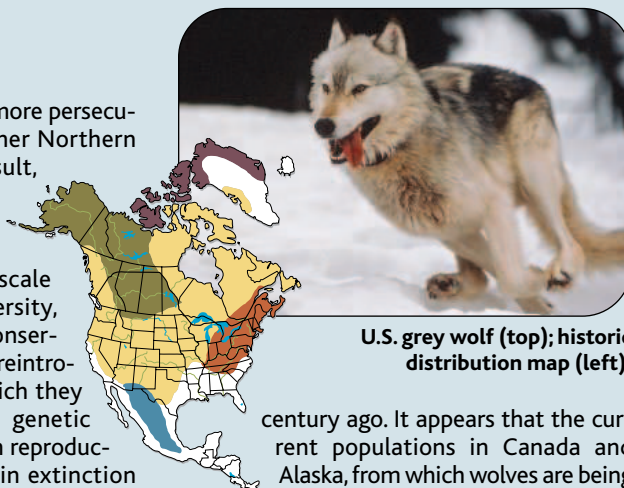 more persecu-
her Northern
sult,
scale
ersity,
onser-
reintro-
hich they
genetic
n reproduc-
in extinction
U.S. grey wolf (top); historic
distribution map (left)
century ago. It appears that the cur-
rent populations in Canada and
Alaska, from which wolves are being